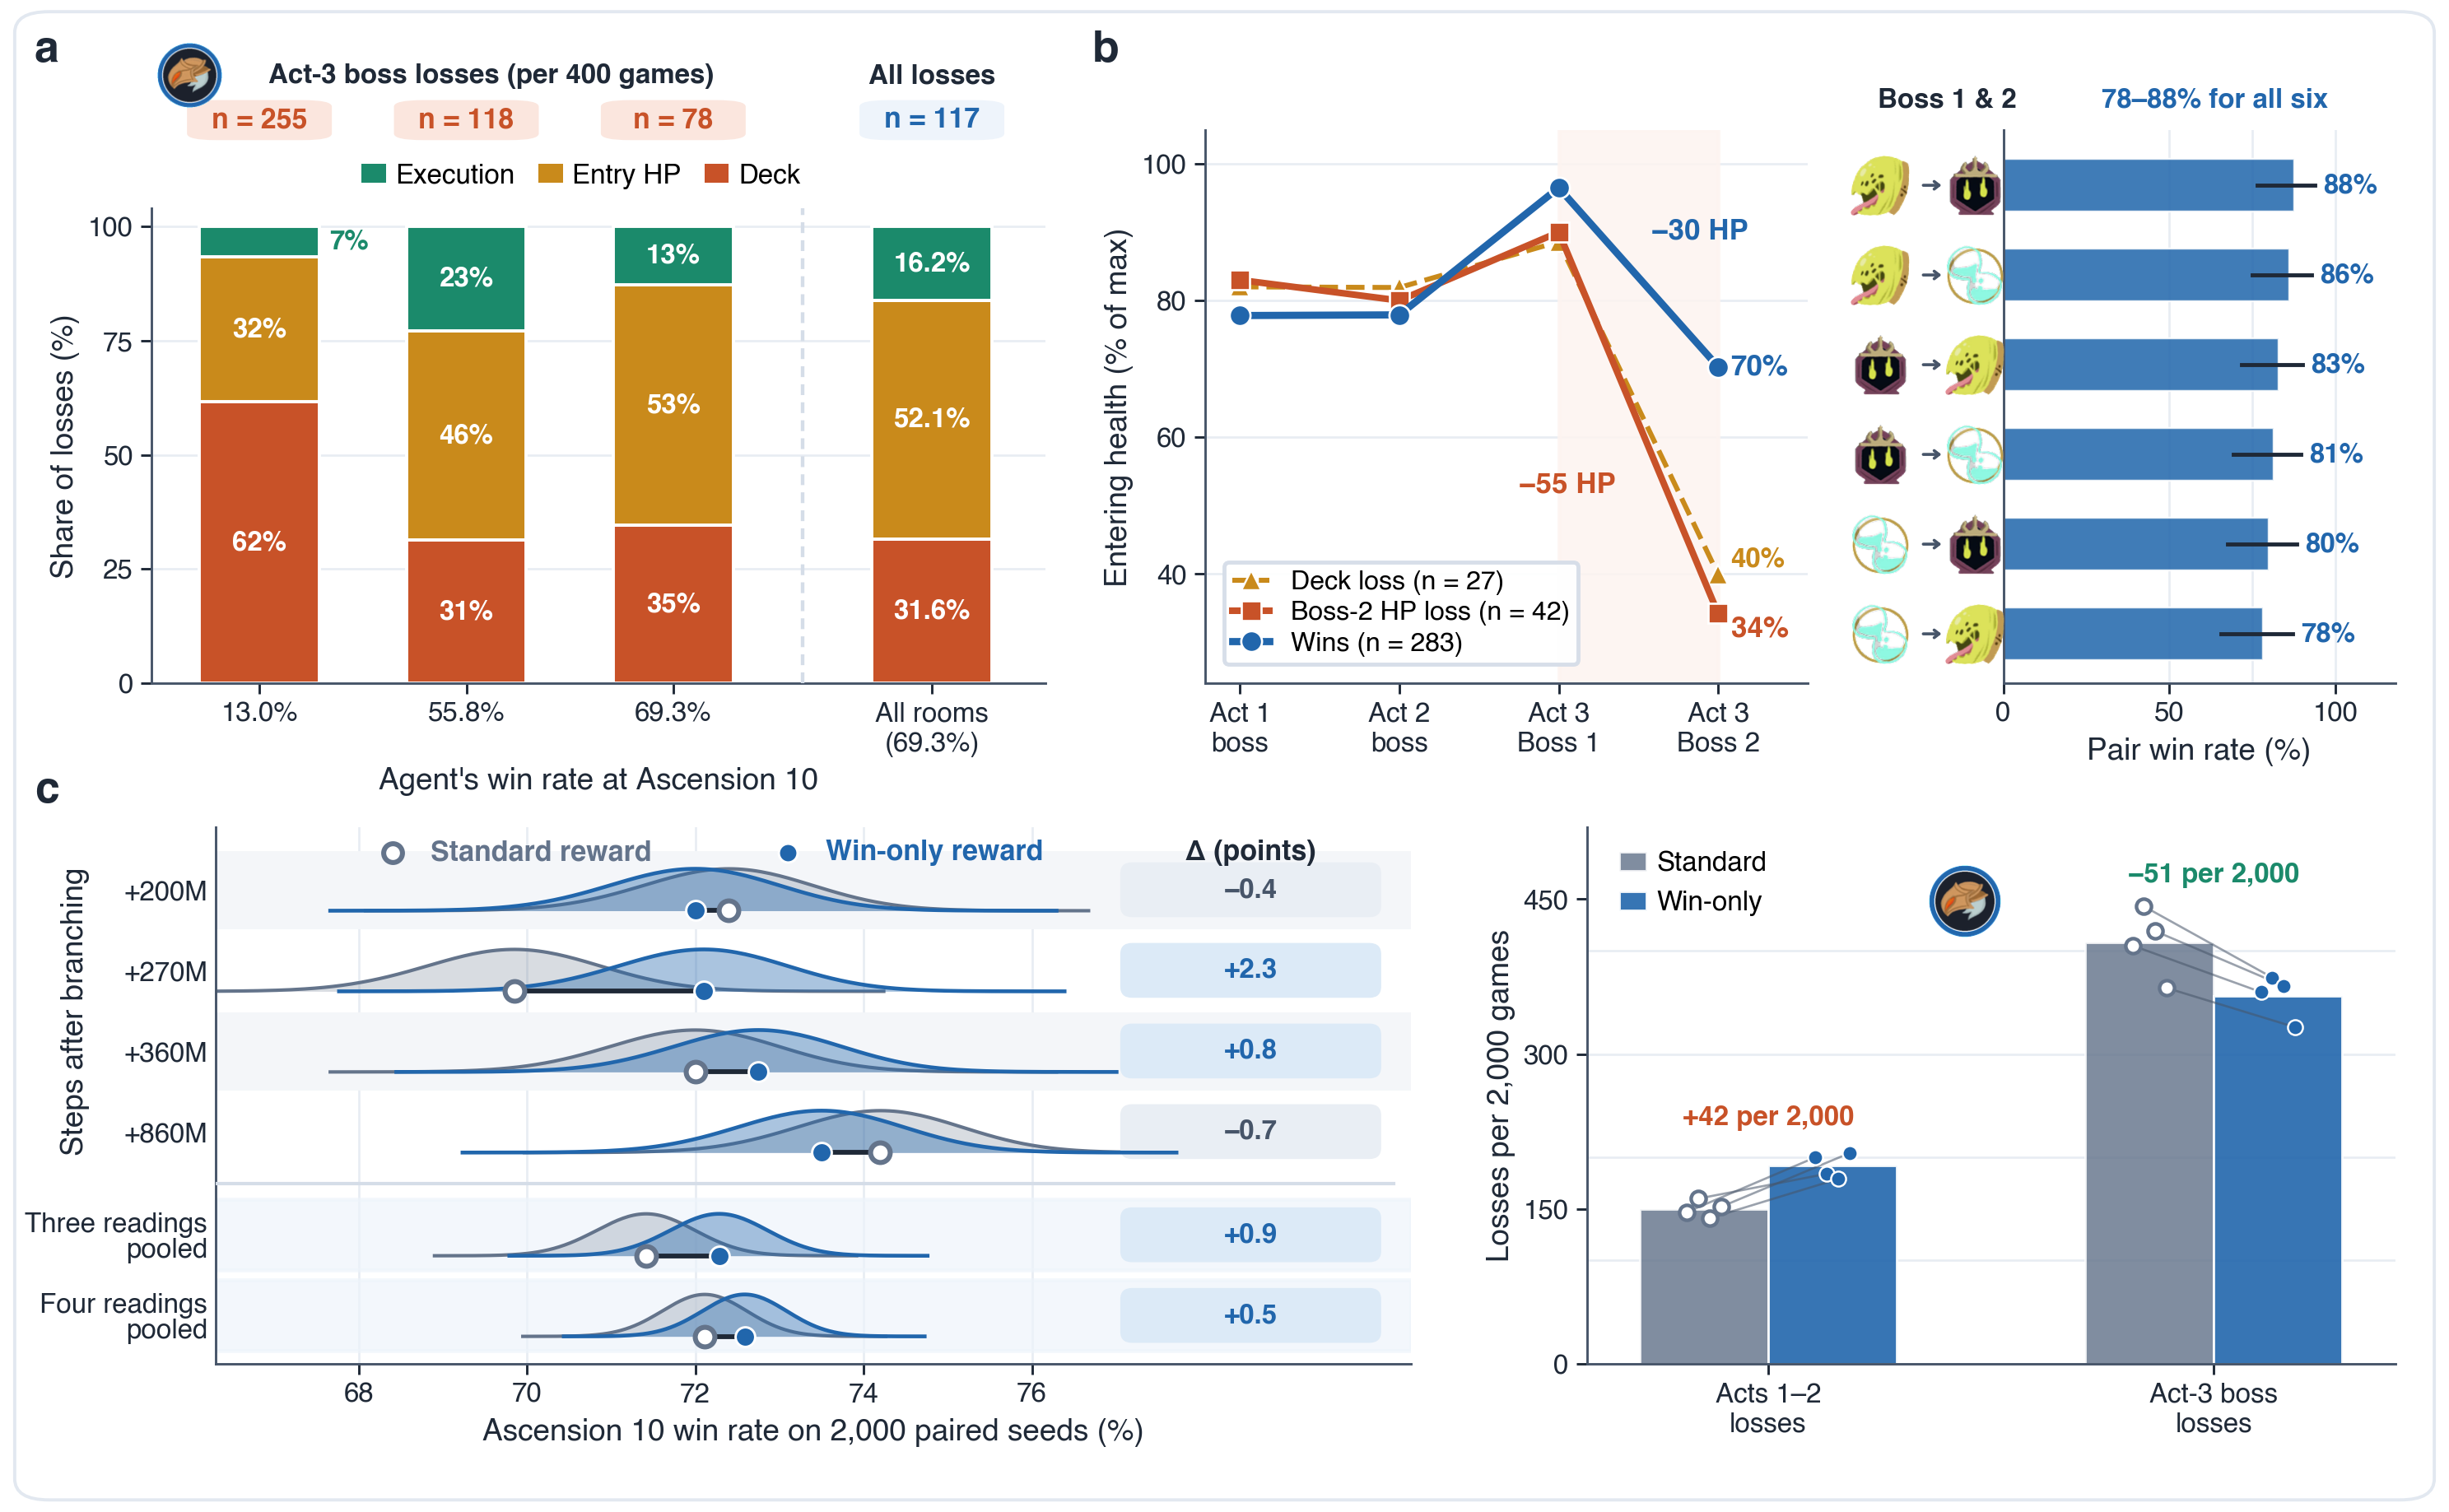 a
Act-3 boss losses (per 400 games)
All losses
n = 255
n = 118
n = 78
n = 117
Execution
Entry HP
Deck
Share of losses (%)
100
75
50
25
0
7%
32%
62%
23%
46%
31%
13%
53%
35%
16.2%
52.1%
31.6%
13.0%
55.8%
69.3%
All rooms
(69.3%)
Agent's win rate at Ascension 10
b
Entering health (% of max)
100
80
60
40
–30 HP
–55 HP
70%
40%
34%
Deck loss (n = 27)
Boss-2 HP loss (n = 42)
Wins (n = 283)
Act 1
boss
Act 2
boss
Act 3
Boss 1
Act 3
Boss 2
Boss 1 & 2
78–88% for all six
→
88%
→
86%
→
83%
→
81%
→
80%
→
78%
0
50
100
Pair win rate (%)
c
Steps after branching
Standard reward
Win-only reward
Δ (points)
+200M
–0.4
+270M
+2.3
+360M
+0.8
+860M
–0.7
Three readings
pooled
+0.9
Four readings
pooled
+0.5
68
70
72
74
76
Ascension 10 win rate on 2,000 paired seeds (%)
Losses per 2,000 games
450
300
150
0
Standard
Win-only
+42 per 2,000
–51 per 2,000
Acts 1–2
losses
Act-3 boss
losses